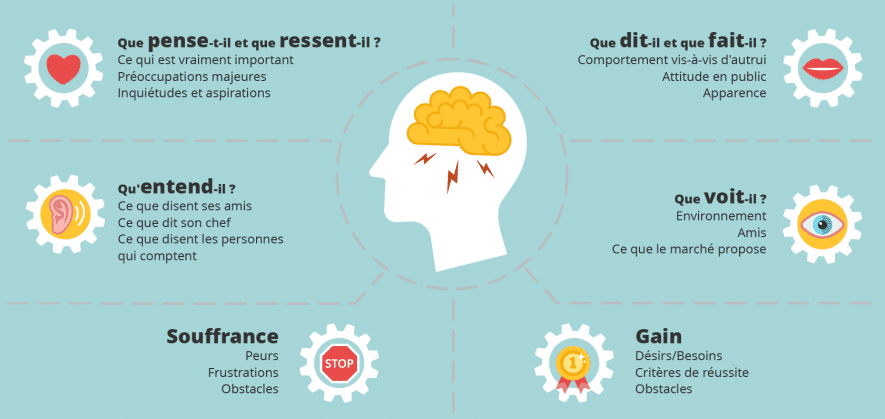 Que pense-t-il et que ressent-il ?
Ce qui est vraiment important
Préoccupations majeures
Inquiétudes et aspirations
Que dit-il et que fait-il ?
Comportement vis-à-vis d'autrui
Attitude en public
Apparence
Qu'entend-il ?
Ce que disent ses amis
Ce que dit son chef
Ce que disent les personnes
qui comptent
Que voit-il ?
Environnement
Amis
Ce que le marché propose
Souffrance
Peurs
Frustrations
Obstacles
STOP
1
Gain
Désirs/Besoins
Critères de réussite
Obstacles